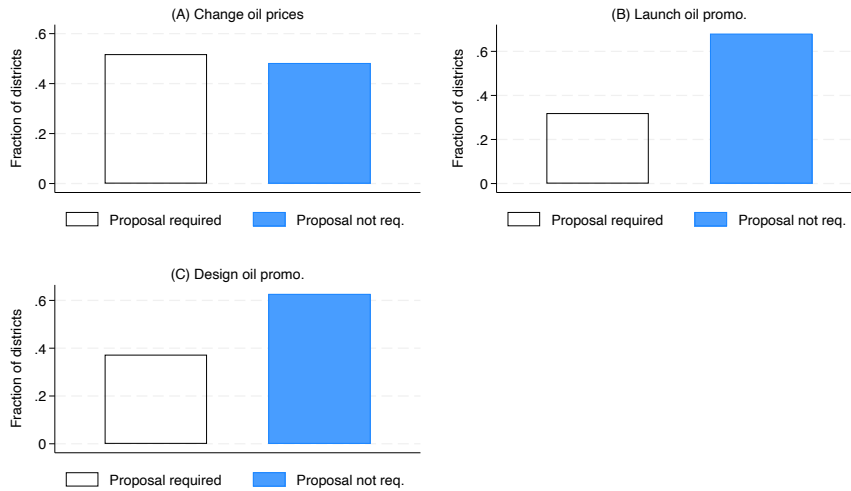 (A) Change oil prices
Fraction of districts
.6
.4
.2
0
Proposal required Proposal not req.
(B) Launch oil promo.
Fraction of districts
.6
.4
.2
0
Proposal required Proposal not req.
(C) Design oil promo.
Fraction of districts
.6
.4
.2
0
Proposal required Proposal not req.